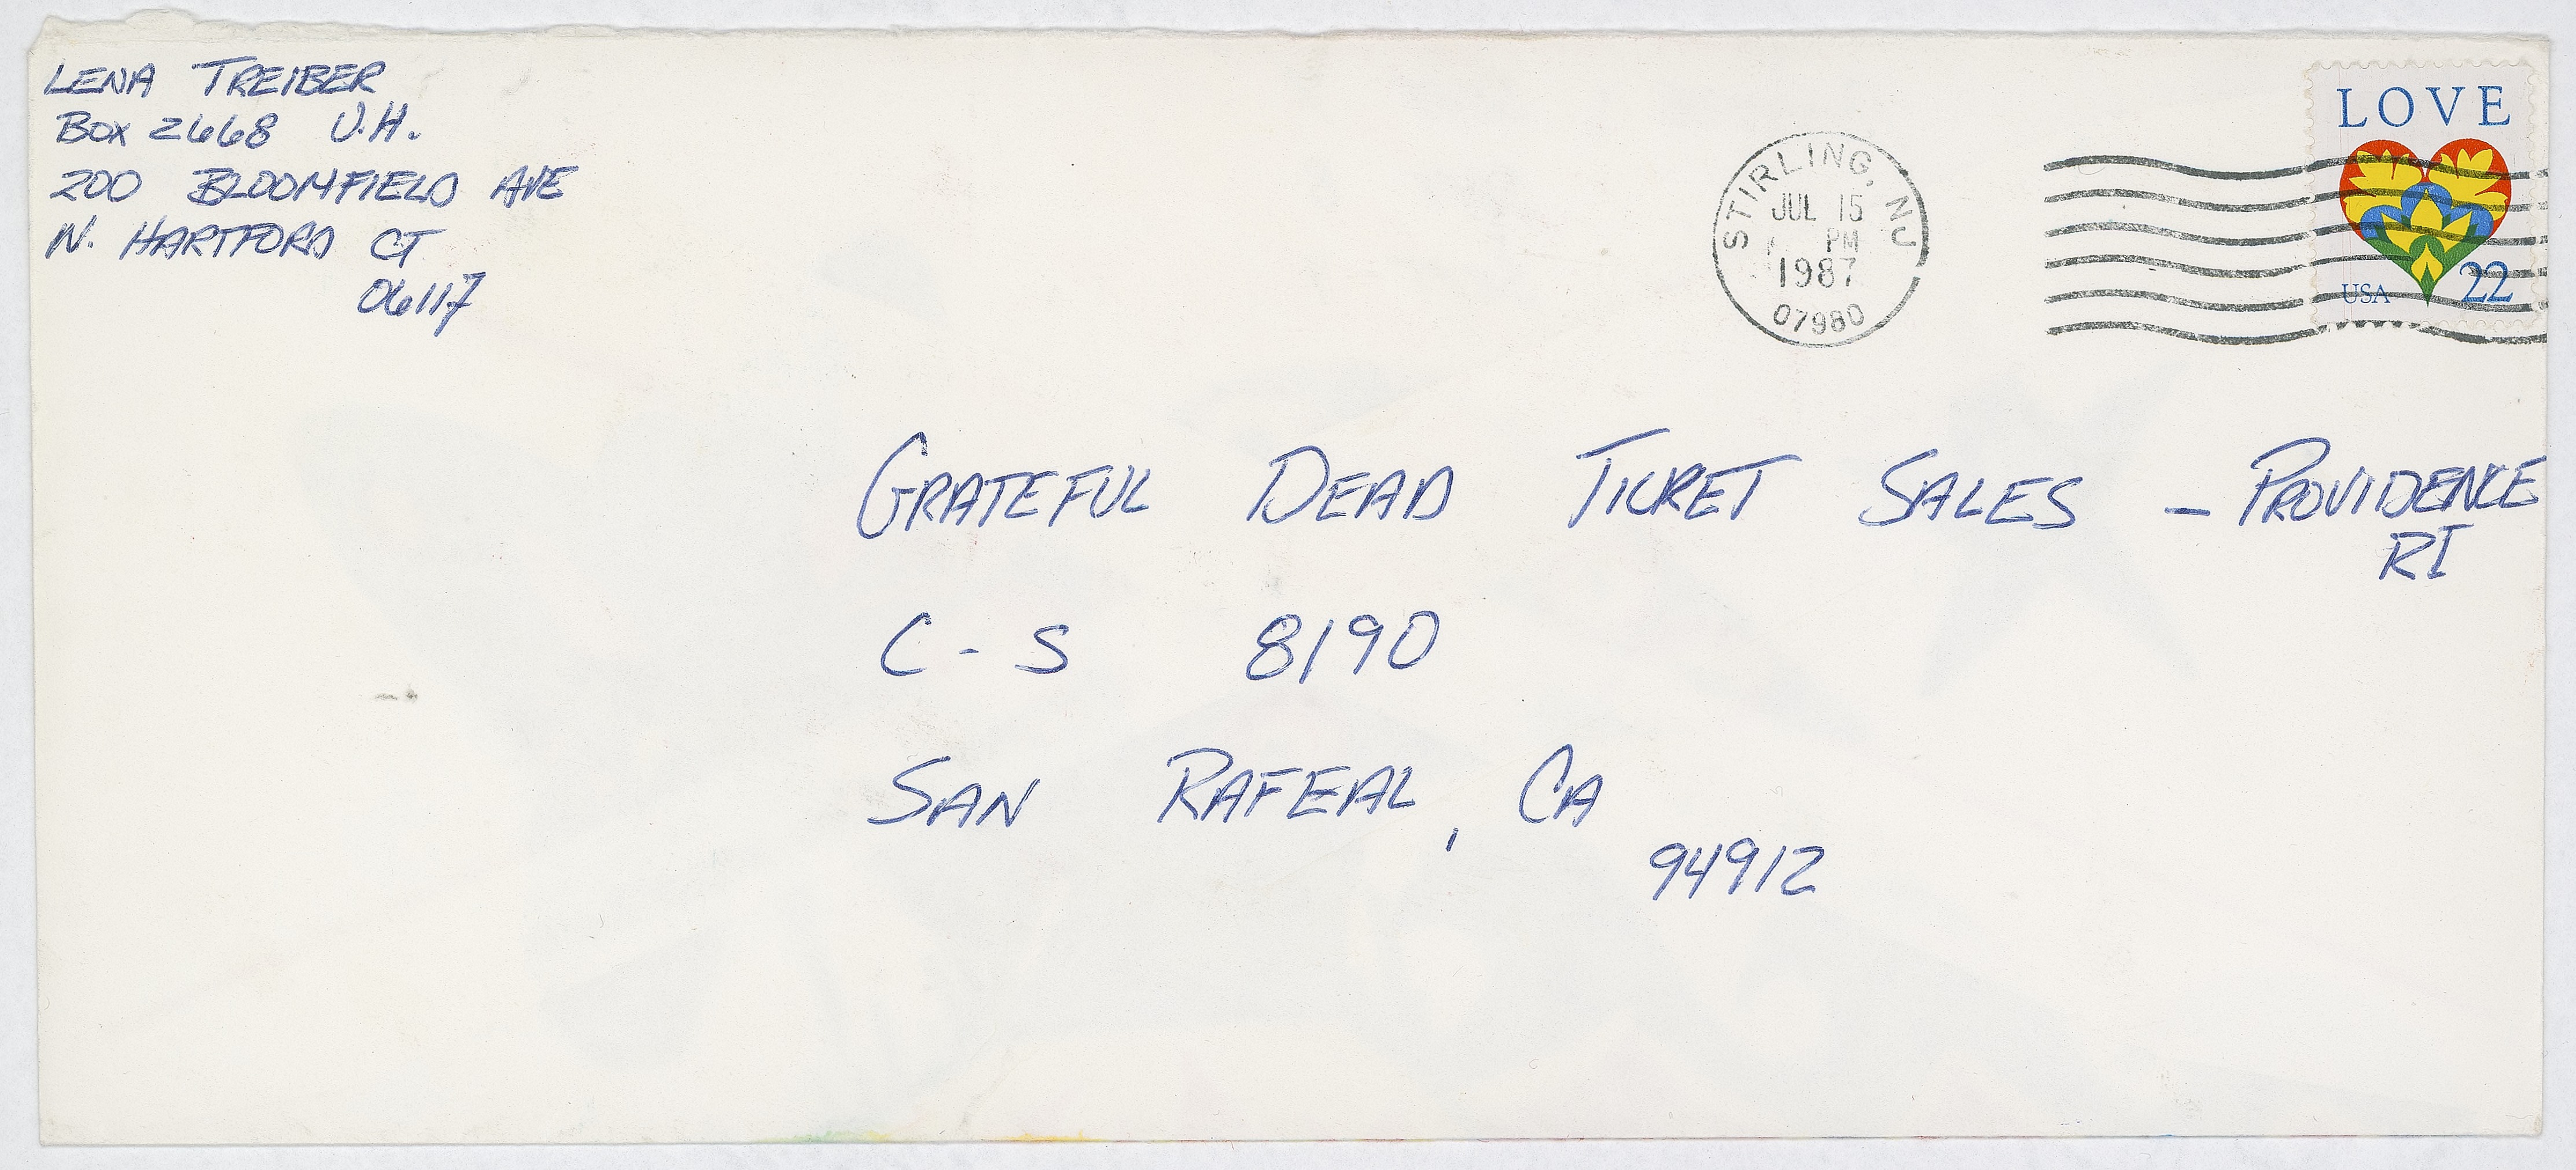 LENA TREIBER
BOX 2668 U.H.
200 BLOOMFIELD AVE
N. HARTFORD CT
06117
STIRLING, NJ
JUL 15
PM
1987
07980
LOVE
USA 22
GRATEFUL DEAD TICKET SALES - PROVIDENCE
RI
C - S 8190
SAN RAFEAL, CA
94912